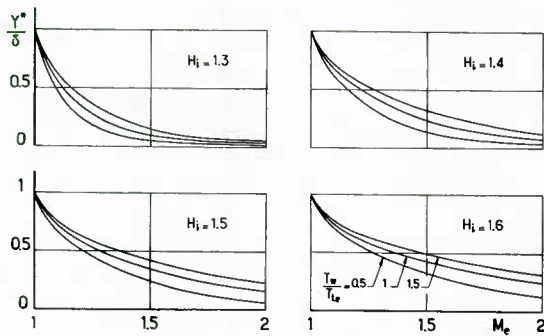 Y*
δ
0.5
0
H_i = 1.3
H_i = 1.4
1
0.5
0
H_i = 1.5
H_i = 1.6
T_w
T_te = 0.5 1 1.5
1 1.5 2
1 1.5 M_e 2